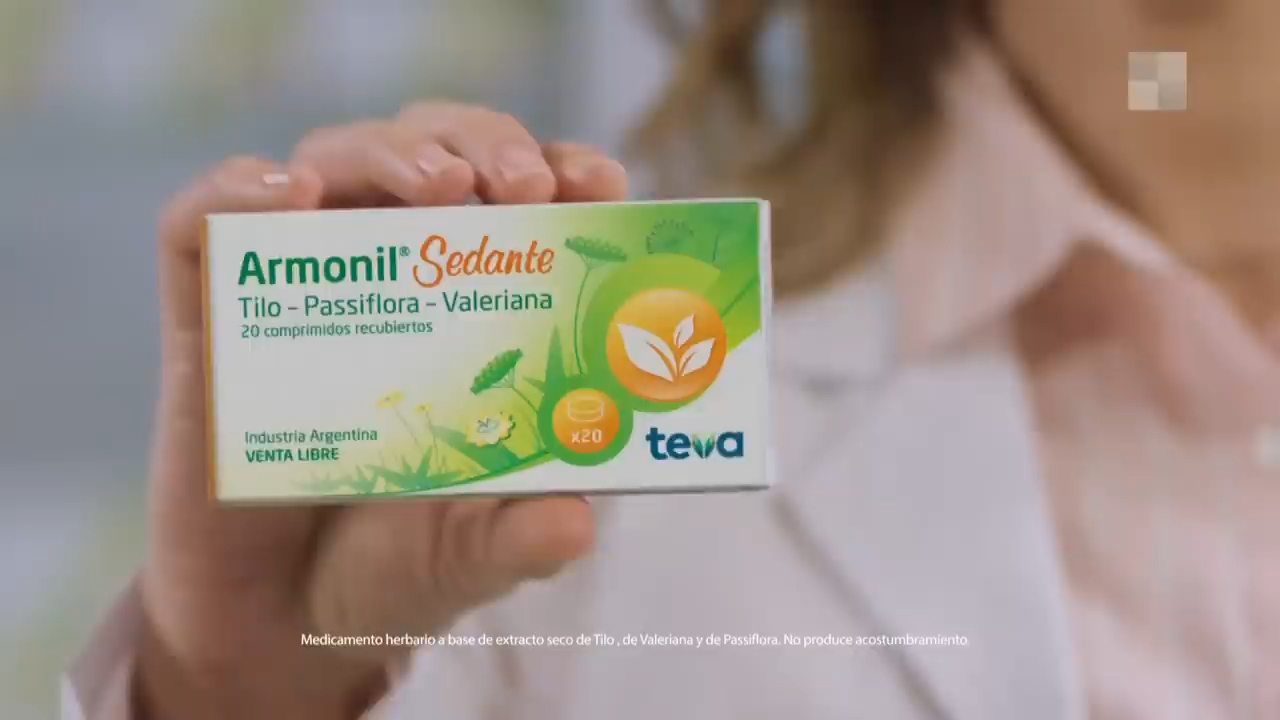 Armonil® Sedante
Tilo – Passiflora – Valeriana
20 comprimidos recubiertos
x20
Industria Argentina
VENTA LIBRE
teva
Medicamento herbario a base de extracto seco de Tilo , de Valeriana y de Passiflora. No produce acostumbramiento.